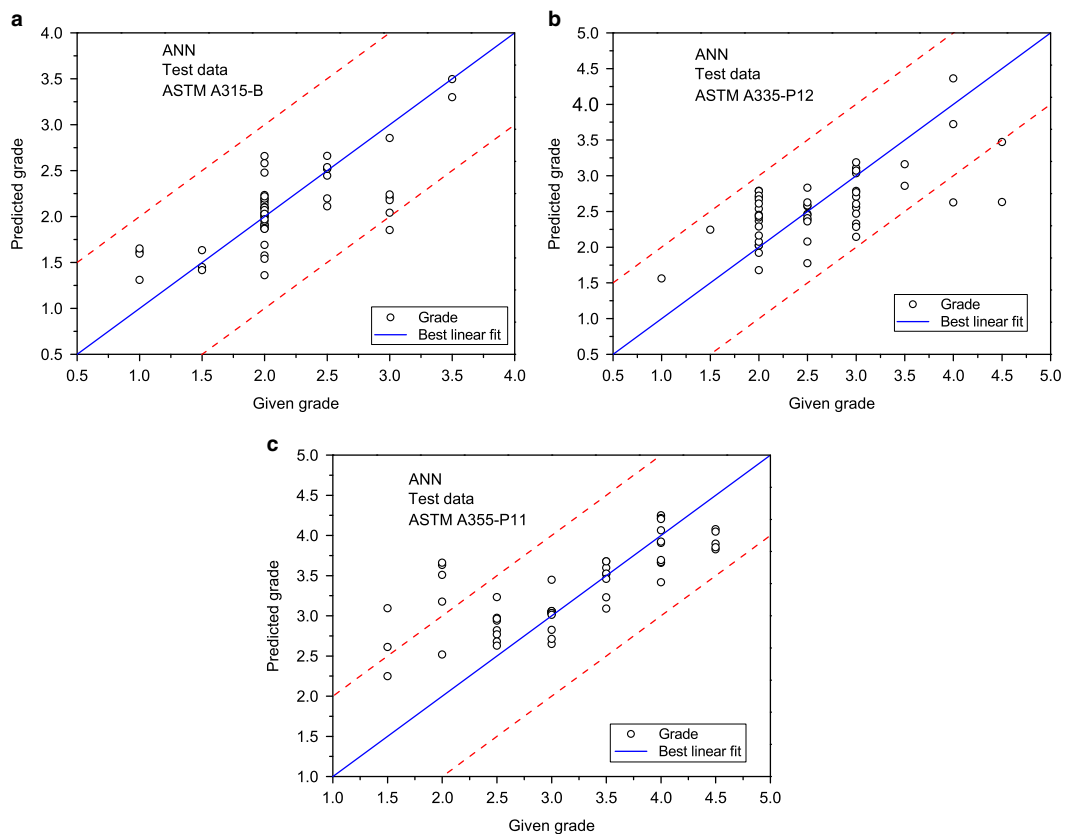 a
4.0
3.5
3.0
2.5
2.0
1.5
1.0
0.5
Predicted grade
ANN
Test data
ASTM A315-B
Grade
Best linear fit
0.5 1.0 1.5 2.0 2.5 3.0 3.5 4.0
Given grade
b
5.0
4.5
4.0
3.5
3.0
2.5
2.0
1.5
1.0
0.5
Predicted grade
ANN
Test data
ASTM A335-P12
Grade
Best linear fit
0.5 1.0 1.5 2.0 2.5 3.0 3.5 4.0 4.5 5.0
Given grade
c
5.0
4.5
4.0
3.5
3.0
2.5
2.0
1.5
1.0
Predicted grade
ANN
Test data
ASTM A355-P11
Grade
Best linear fit
1.0 1.5 2.0 2.5 3.0 3.5 4.0 4.5 5.0
Given grade